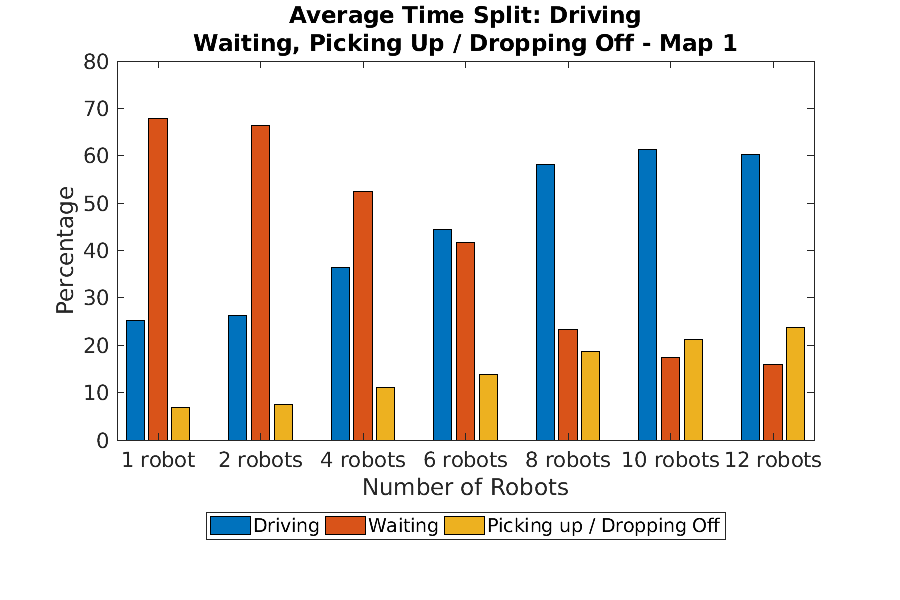 Average Time Split: Driving
Waiting, Picking Up / Dropping Off - Map 1
80
70
60
50
40
30
20
10
0
Percentage
1 robot 2 robots 4 robots 6 robots 8 robots 10 robots 12 robots
Number of Robots
Driving Waiting Picking up / Dropping Off